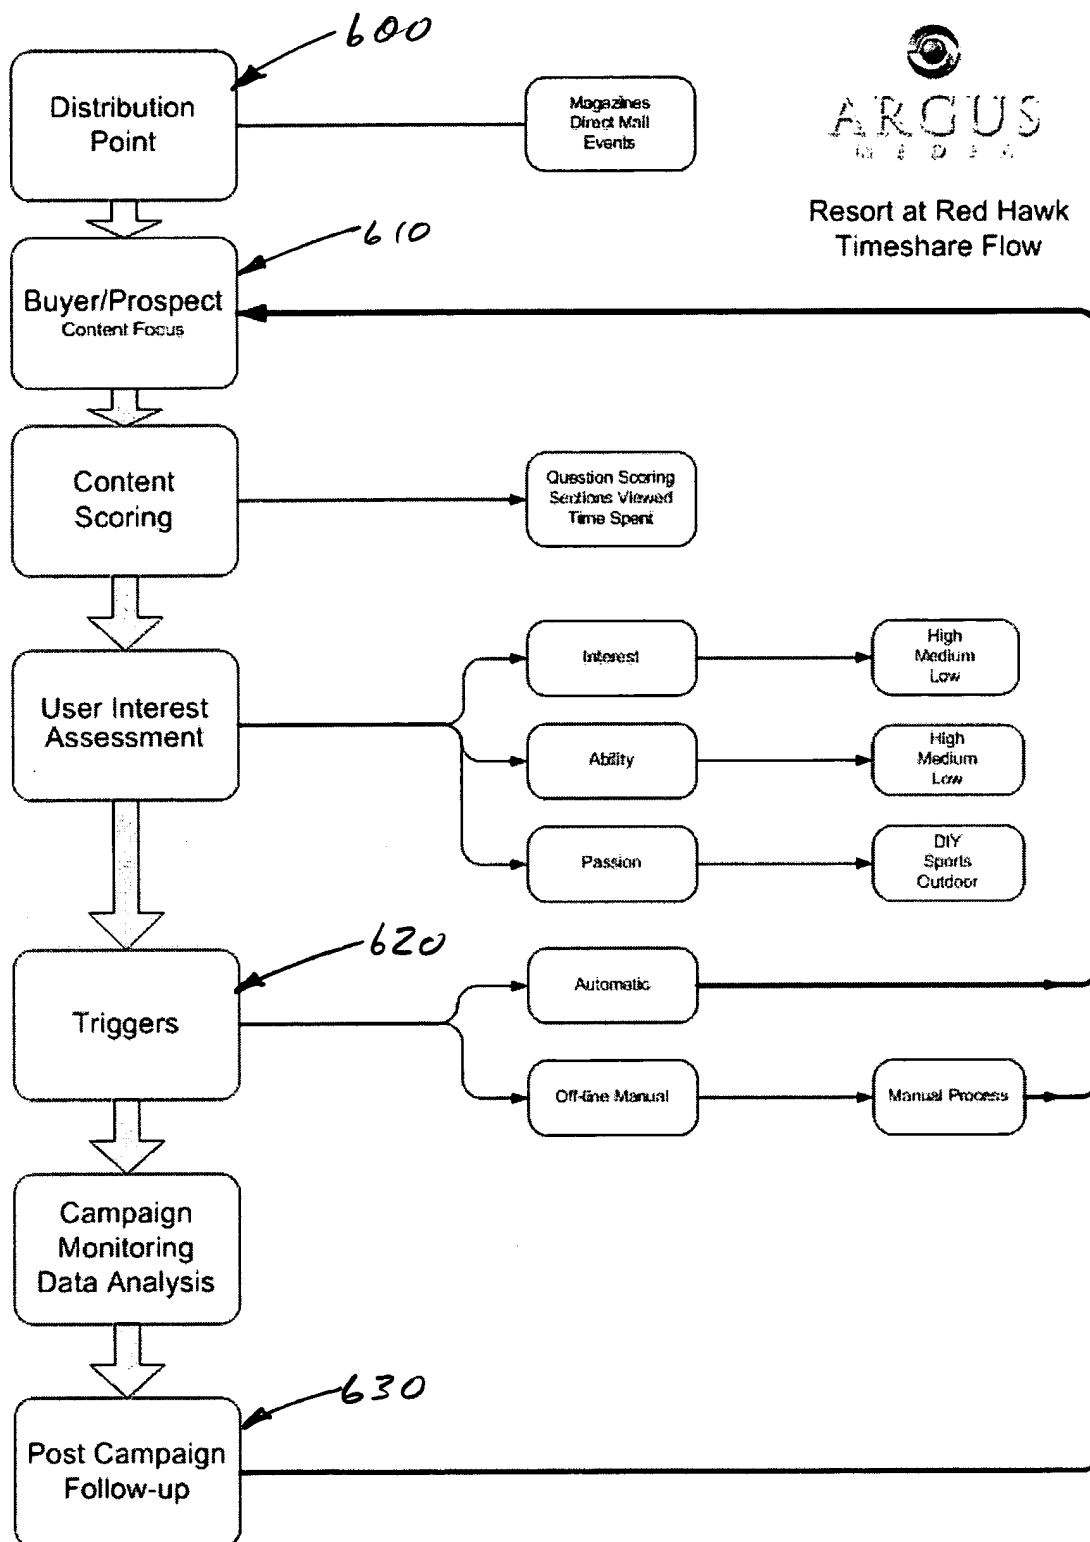 600
Distribution
Point
Magazines
Direct Mail
Events
ARGUS
MEDIA
Resort at Red Hawk
Timeshare Flow
610
Buyer/Prospect
Content Focus
Content
Scoring
Question Scoring
Sections Viewed
Time Spent
User Interest
Assessment
Interest
High
Medium
Low
Ability
High
Medium
Low
Passion
DIY
Sports
Outdoor
620
Triggers
Automatic
Off-line Manual
Manual Process
Campaign
Monitoring
Data Analysis
630
Post Campaign
Follow-up